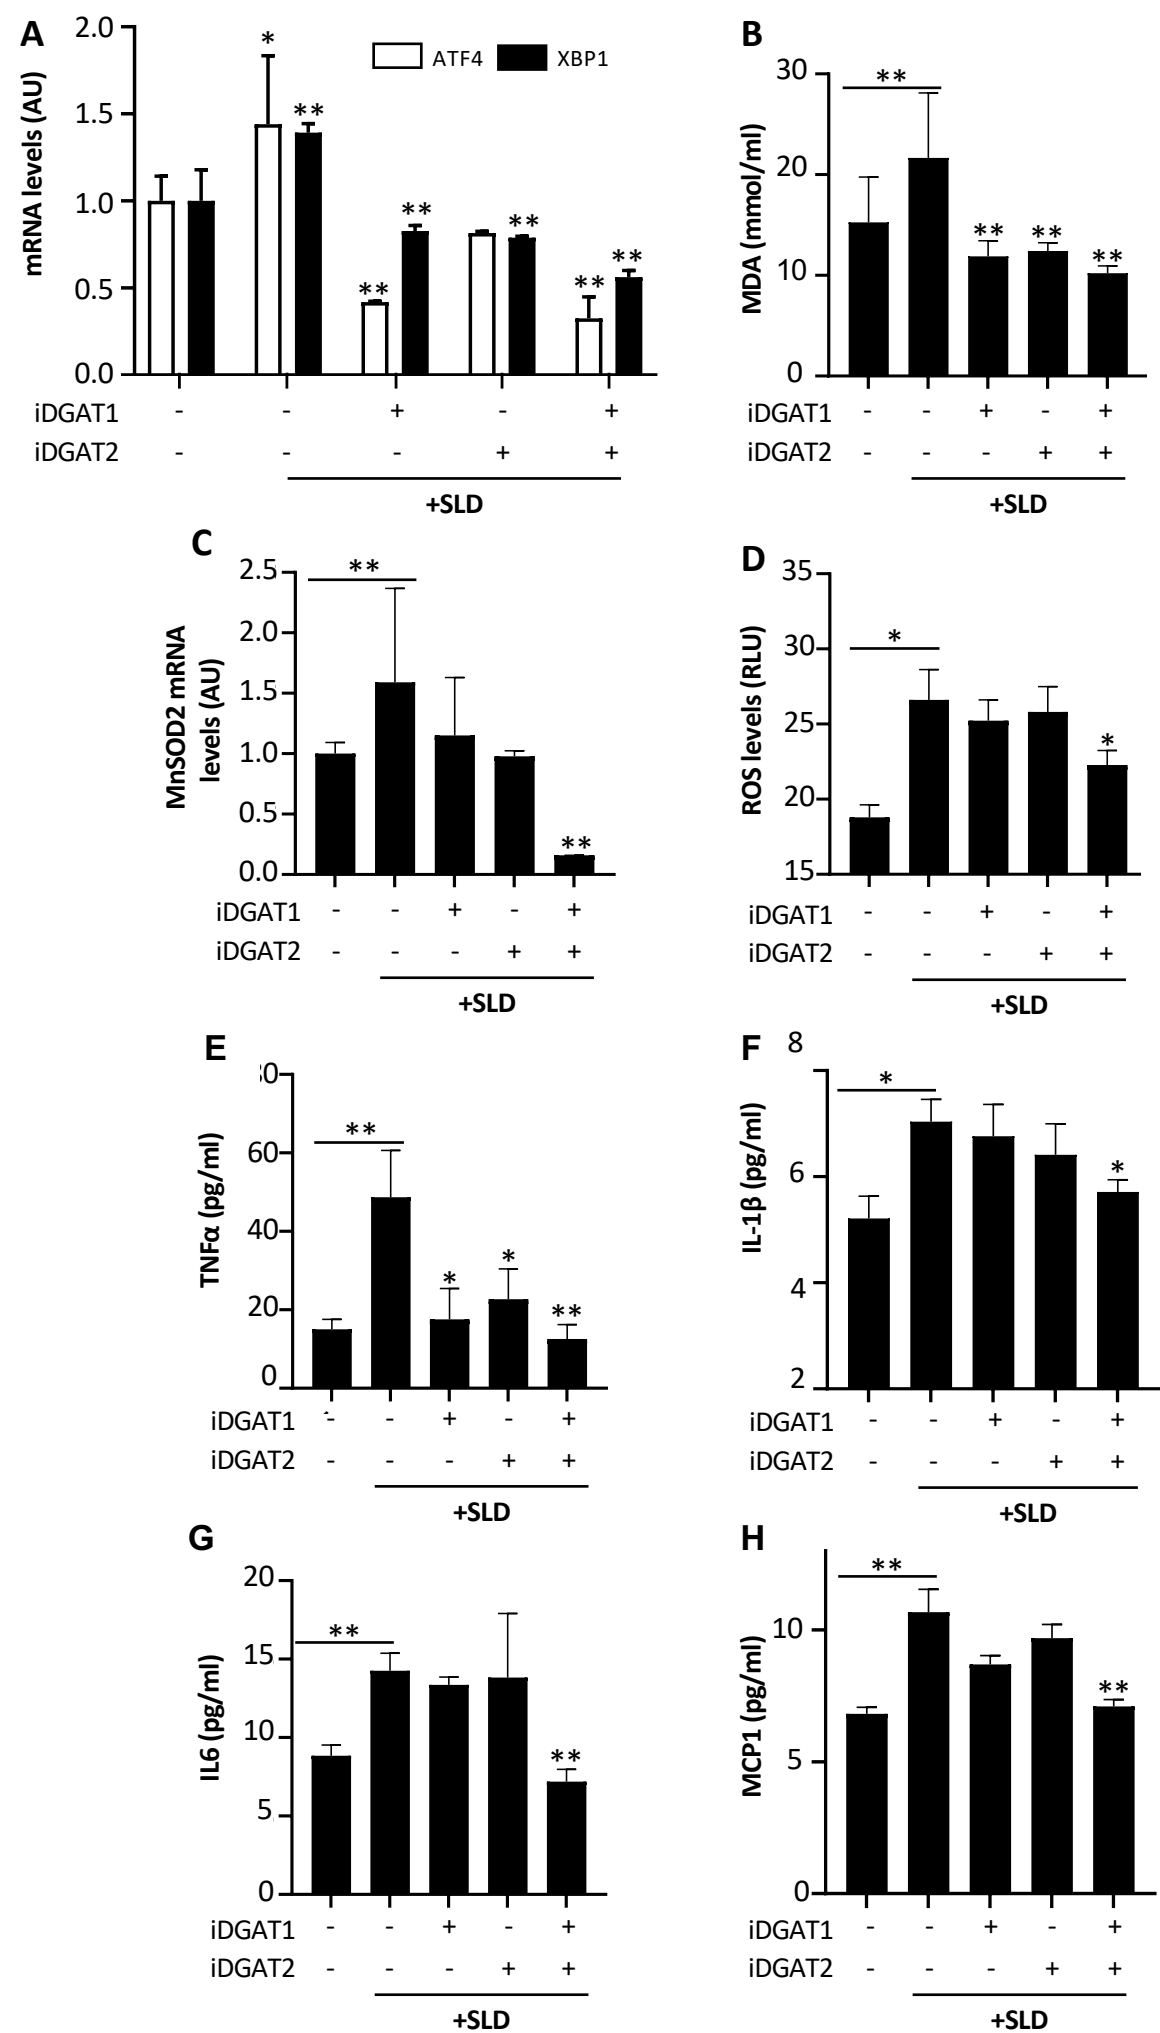 A
mRNA levels (AU)
2.0
1.5
1.0
0.5
0.0
*
**
**
**
**
**
**
ATF4
XBP1
iDGAT1 - - + - +
iDGAT2 - - - + +
+SLD
B
MDA (mmol/ml)
30
20
10
0
**
**
**
**
iDGAT1 - - + - +
iDGAT2 - - - + +
+SLD
C
MnSOD2 mRNA
levels (AU)
2.5
2.0
1.5
1.0
0.5
0.0
**
**
iDGAT1 - - + - +
iDGAT2 - - - + +
+SLD
D
ROS levels (RLU)
35
30
25
20
15
*
*
iDGAT1 - - + - +
iDGAT2 - - - + +
+SLD
E
TNFα (pg/ml)
60
40
20
0
**
*
*
**
iDGAT1 - - + - +
iDGAT2 - - - + +
+SLD
F
IL-1β (pg/ml)
8
6
4
2
*
*
iDGAT1 - - + - +
iDGAT2 - - - + +
+SLD
G
IL6 (pg/ml)
20
15
10
5
0
**
**
iDGAT1 - - + - +
iDGAT2 - - - + +
+SLD
H
MCP1 (pg/ml)
10
5
0
**
**
iDGAT1 - - + - +
iDGAT2 - - - + +
+SLD